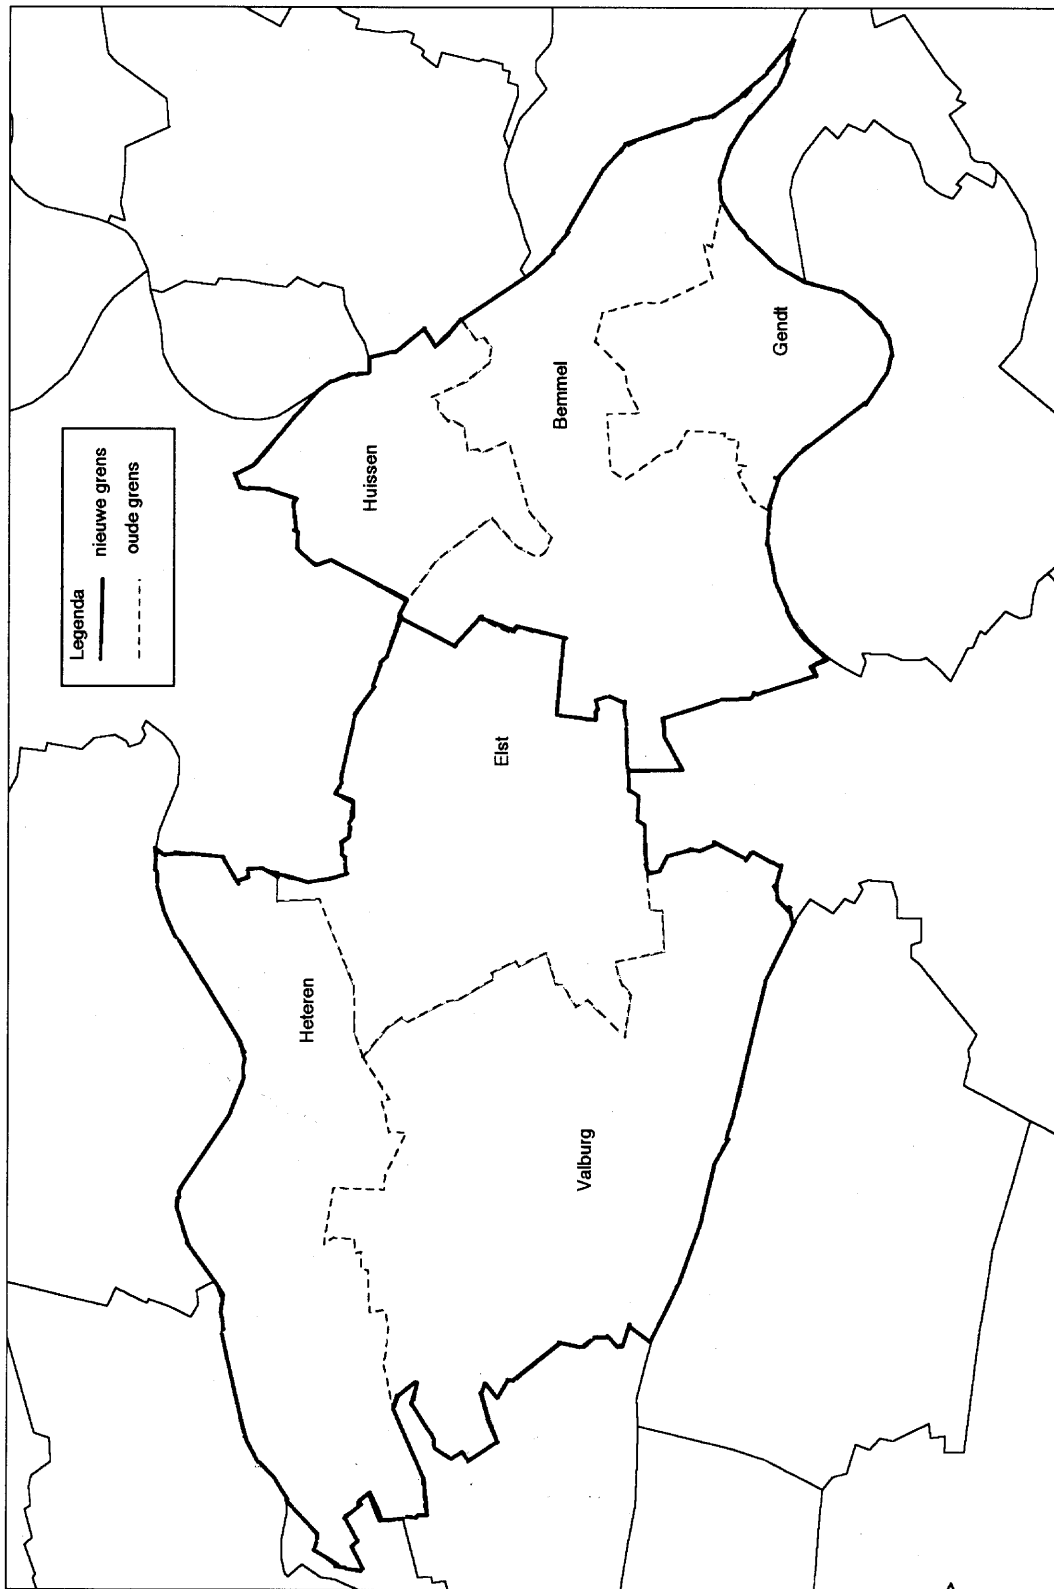 Legenda
nieuwe grens
oude grens
Heteren
Valburg
Elst
Huissen
Bemmel
Gendt